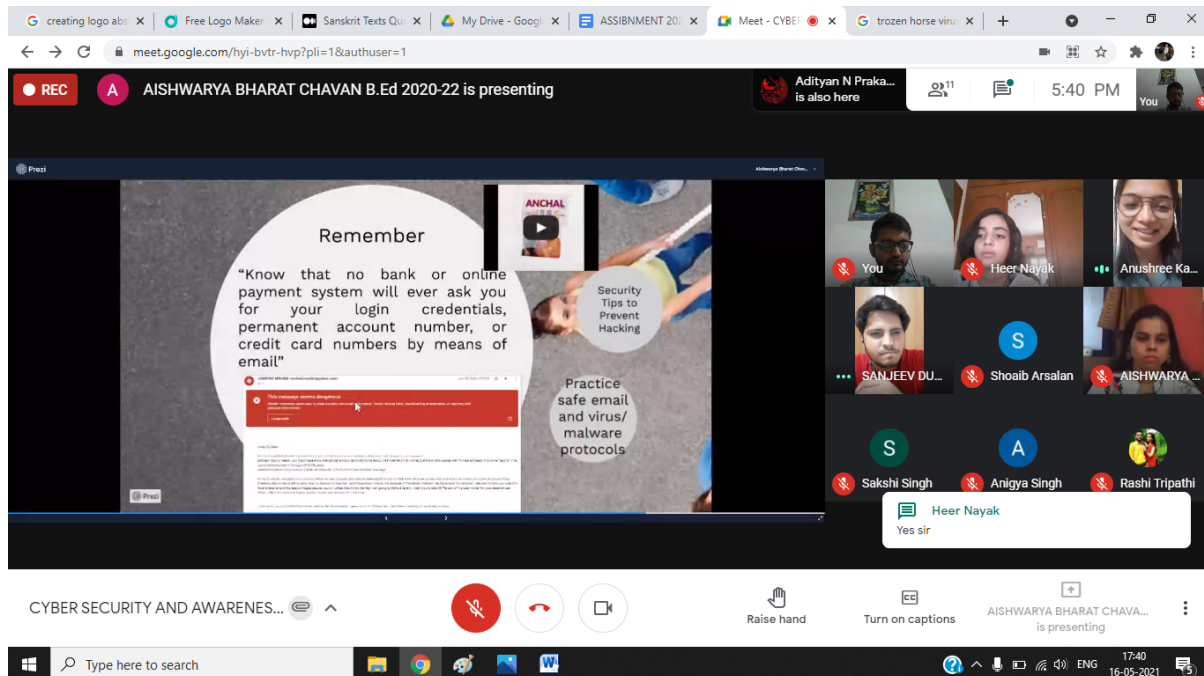 creating logo abs
Free Logo Maker
Sanskrit Texts Qu
My Drive - Googl
ASSIBNMENT 202
Meet - CYBER
trozen horse viru
meet.google.com/hyi-bvtr-hvp?pli=1&authuser=1
REC
A
AISHWARYA BHARAT CHAVAN B.Ed 2020-22 is presenting
Adityan N Praka...
is also here
11
5:40 PM
You
Prezi
Remember
"Know that no bank or online
payment system will ever ask you
for your login credentials,
permanent account number, or
credit card numbers by means of
email"
This message seems dangerous
ANCHAL
Security
Tips to
Prevent
Hacking
Practice
safe email
and virus/
malware
protocols
Prezi
You
Heer Nayak
Anushree Ka...
SANJEEV DU...
S
Shoaib Arsalan
AISHWARYA ...
S
Sakshi Singh
A
Anigya Singh
Rashi Tripathi
Heer Nayak
Yes sir
CYBER SECURITY AND AWARENES...
Raise hand
CC
Turn on captions
AISHWARYA BHARAT CHAVA...
is presenting
Type here to search
W
ENG
17:40
16-05-2021
5